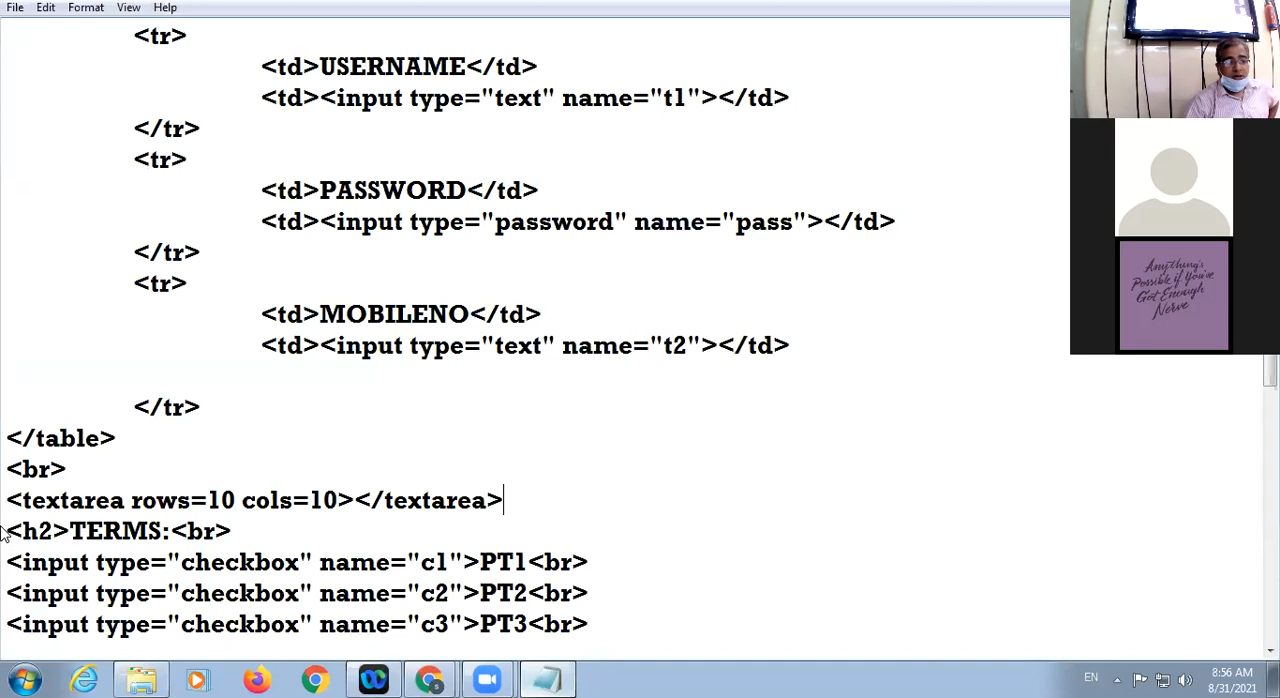 File Edit Format View Help
<tr>
<td>USERNAME</td>
<td><input type="text" name="t1"></td>
</tr>
<tr>
<td>PASSWORD</td>
<td><input type="password" name="pass"></td>
</tr>
<tr>
<td>MOBILENO</td>
<td><input type="text" name="t2"></td>
</tr>
</table>
<br>
<textarea rows=10 cols=10></textarea>
<h2>TERMS:<br>
<input type="checkbox" name="c1">PT1<br>
<input type="checkbox" name="c2">PT2<br>
<input type="checkbox" name="c3">PT3<br>
Anything's
Possible if You've
Got Enough
Nerve
EN
8:56 AM
8/31/2021